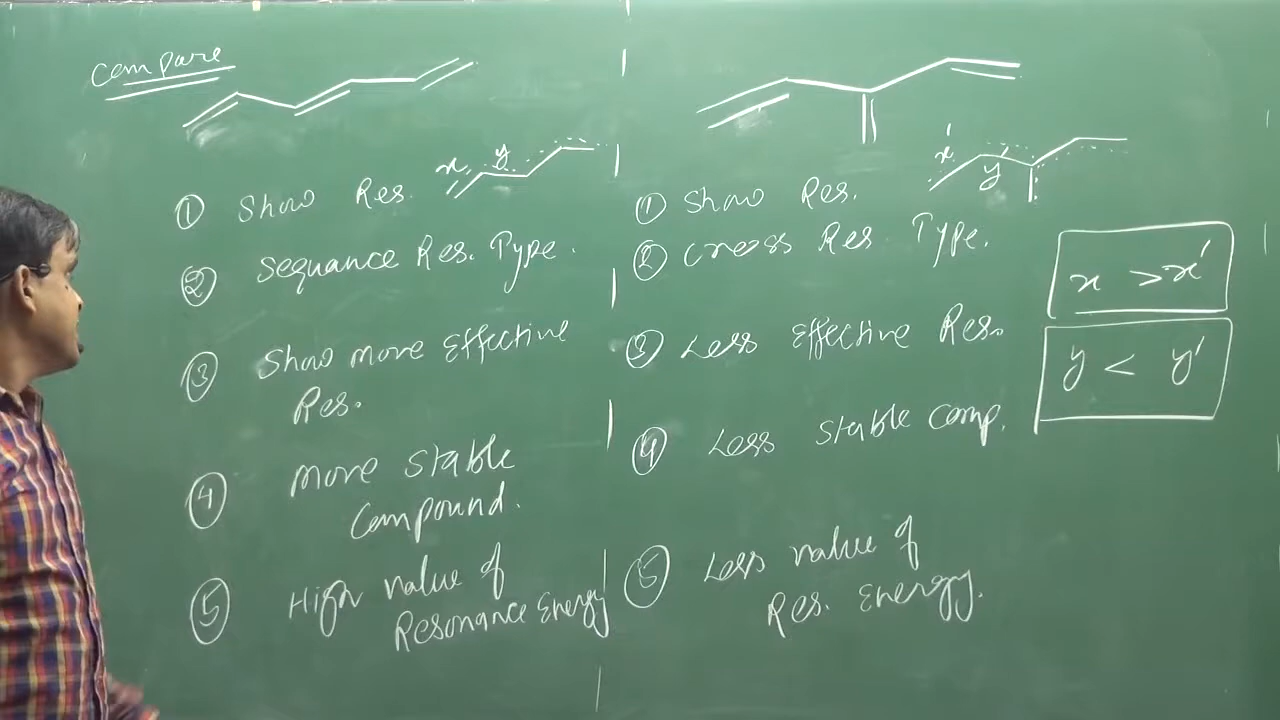 Compare
x y
① Show Res.
② Sequance Res. Type.
③ Show more Effective
Res.
④ More Stable
Compound.
⑤ High value of
Resonance Energy
x' y'
① Show Res.
② Cross Res. Type.
③ Less Effective Res.
④ Less Stable Comp.
⑤ Less value of
Res. Energy.
x > x'
y < y'